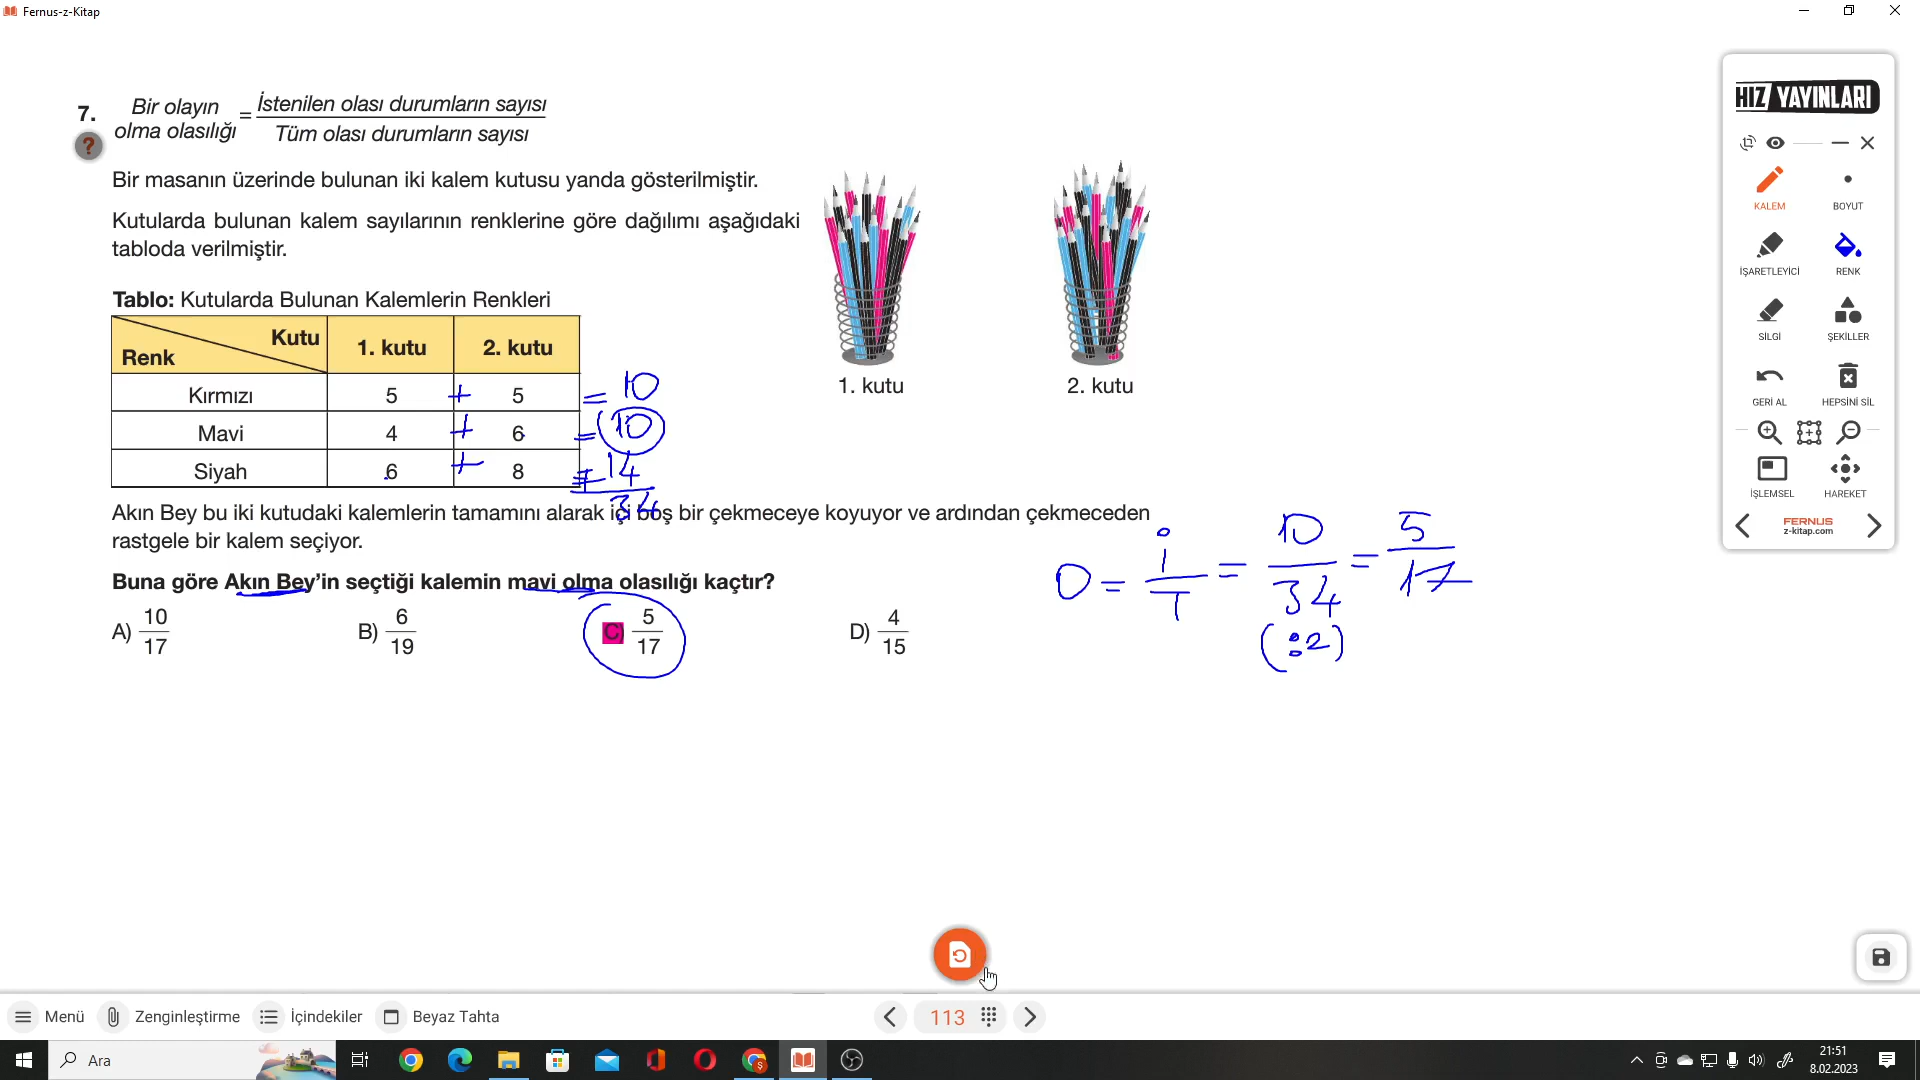 Fernus-z-Kitap
7. Bir olayın olma olasılığı = İstenilen olası durumların sayısı / Tüm olası durumların sayısı
?
Bir masanın üzerinde bulunan iki kalem kutusu yanda gösterilmiştir.
Kutularda bulunan kalem sayılarının renklerine göre dağılımı aşağıdaki
tabloda verilmiştir.
Tablo: Kutularda Bulunan Kalemlerin Renkleri
Kutu
Renk
1. kutu 2. kutu
Kırmızı 5 + 5 = 10
Mavi 4 + 6 = 10
Siyah 6 + 8 = 14
34
1. kutu
2. kutu
Akın Bey bu iki kutudaki kalemlerin tamamını alarak içi boş bir çekmeceye koyuyor ve ardından çekmeceden
rastgele bir kalem seçiyor.
Buna göre Akın Bey’in seçtiği kalemin mavi olma olasılığı kaçtır?
A) 10/17 B) 6/19 C) 5/17 D) 4/15
O = i/T = 10/34 = 5/17
(:2)
HIZ YAYINLARI
KALEM BOYUT
İŞARETLEYİCİ RENK
SİLGİ ŞEKİLLER
GERİ AL HEPSİNİ SİL
İŞLEMSEL HAREKET
FERNUS
z-kitap.com
Menü Zenginleştirme İçindekiler Beyaz Tahta 113
Ara
21:51
8.02.2023